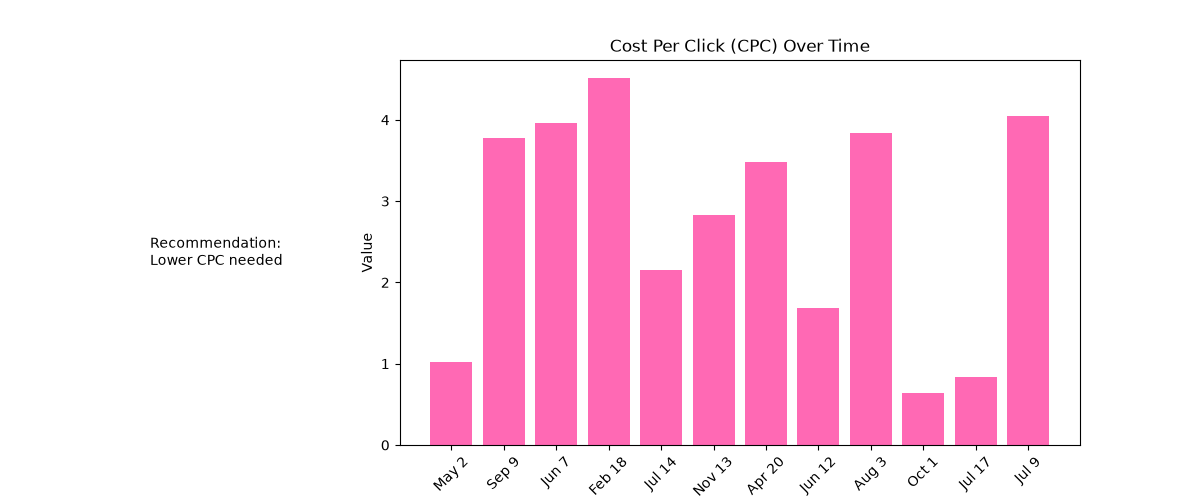 Cost Per Click (CPC) Over Time
Recommendation:
Lower CPC needed
Value
4
3
2
1
0
May 2
Sep 9
Jun 7
Feb 18
Jul 14
Nov 13
Apr 20
Jun 12
Aug 3
Oct 1
Jul 17
Jul 9